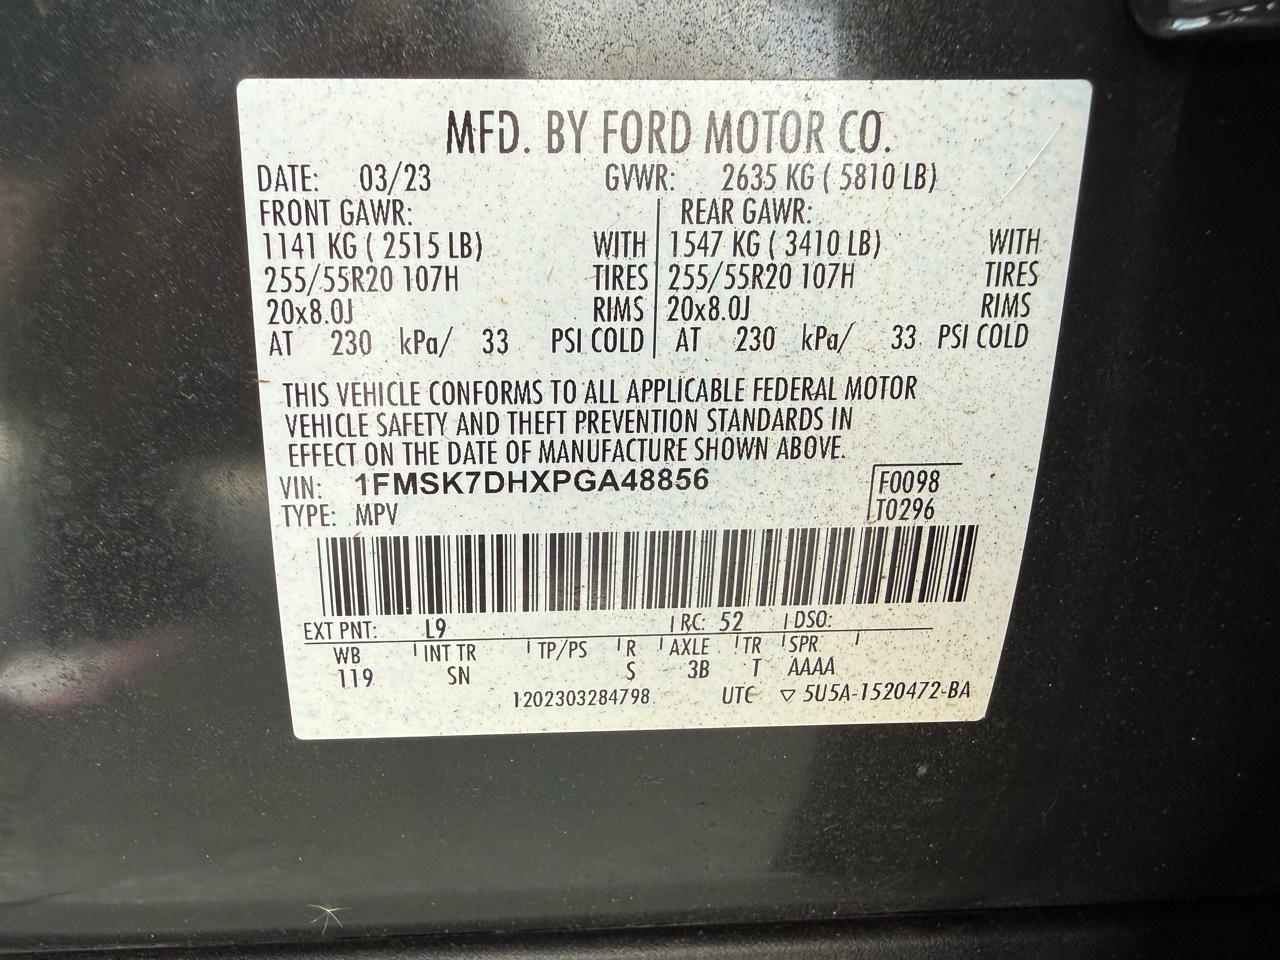 MFD. BY FORD MOTOR CO.
DATE: 03/23 GVWR: 2635 KG ( 5810 LB)
FRONT GAWR: REAR GAWR:
1141 KG ( 2515 LB) WITH 1547 KG ( 3410 LB) WITH
255/55R20 107H TIRES 255/55R20 107H TIRES
20x8.0J RIMS 20x8.0J RIMS
AT 230 kPa/ 33 PSI COLD AT 230 kPa/ 33 PSI COLD
THIS VEHICLE CONFORMS TO ALL APPLICABLE FEDERAL MOTOR
VEHICLE SAFETY AND THEFT PREVENTION STANDARDS IN
EFFECT ON THE DATE OF MANUFACTURE SHOWN ABOVE.
VIN: 1FMSK7DHXPGA48856 F0098
TYPE: MPV T0296
EXT PNT: L9 RC: 52 DSO:
WB INT TR TP/PS R AXLE TR SPR
119 SN S 3B T AAAA
1202303284798 UTC ▽ 5U5A-1520472-BA